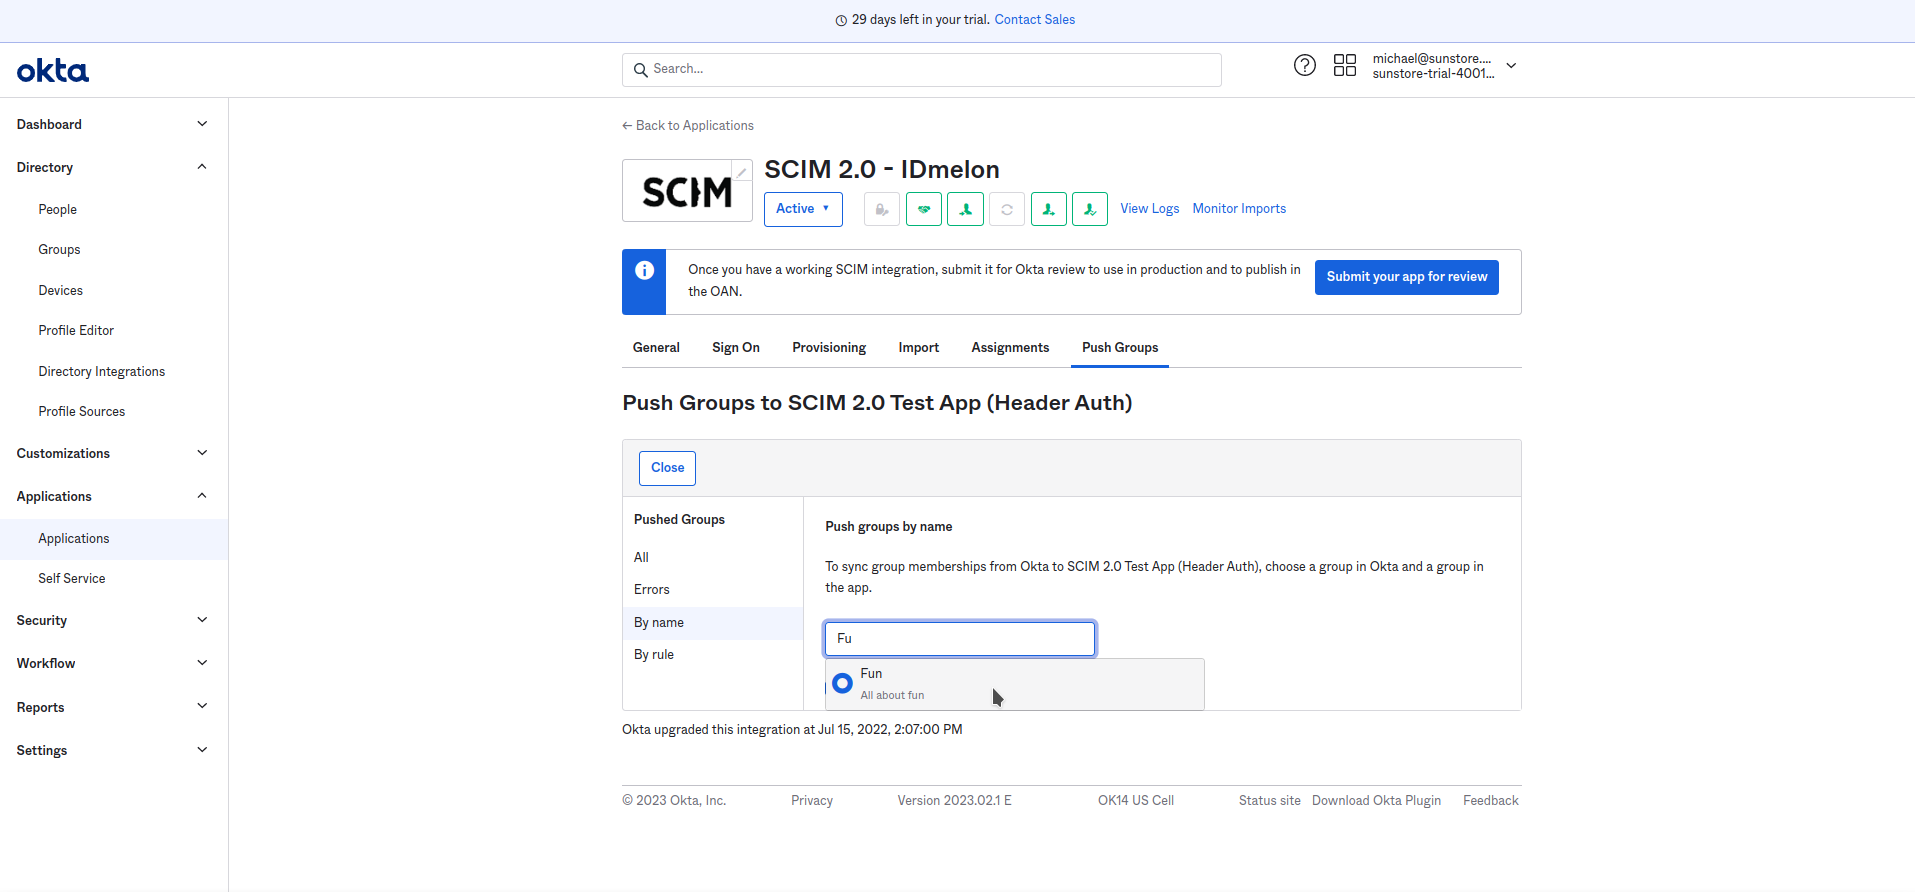 29 days left in your trial. Contact Sales
okta
Search...
michael@sunstore....
sunstore-trial-4001...
Dashboard
Directory
People
Groups
Devices
Profile Editor
Directory Integrations
Profile Sources
Customizations
Applications
Applications
Self Service
Security
Workflow
Reports
Settings
← Back to Applications
SCIM
SCIM 2.0 - IDmelon
Active
View Logs
Monitor Imports
Once you have a working SCIM integration, submit it for Okta review to use in production and to publish in
the OAN.
Submit your app for review
General
Sign On
Provisioning
Import
Assignments
Push Groups
Push Groups to SCIM 2.0 Test App (Header Auth)
Close
Pushed Groups
All
Errors
By name
By rule
Push groups by name
To sync group memberships from Okta to SCIM 2.0 Test App (Header Auth), choose a group in Okta and a group in
the app.
Fu
Fun
All about fun
Okta upgraded this integration at Jul 15, 2022, 2:07:00 PM
© 2023 Okta, Inc.
Privacy
Version 2023.02.1 E
OK14 US Cell
Status site
Download Okta Plugin
Feedback